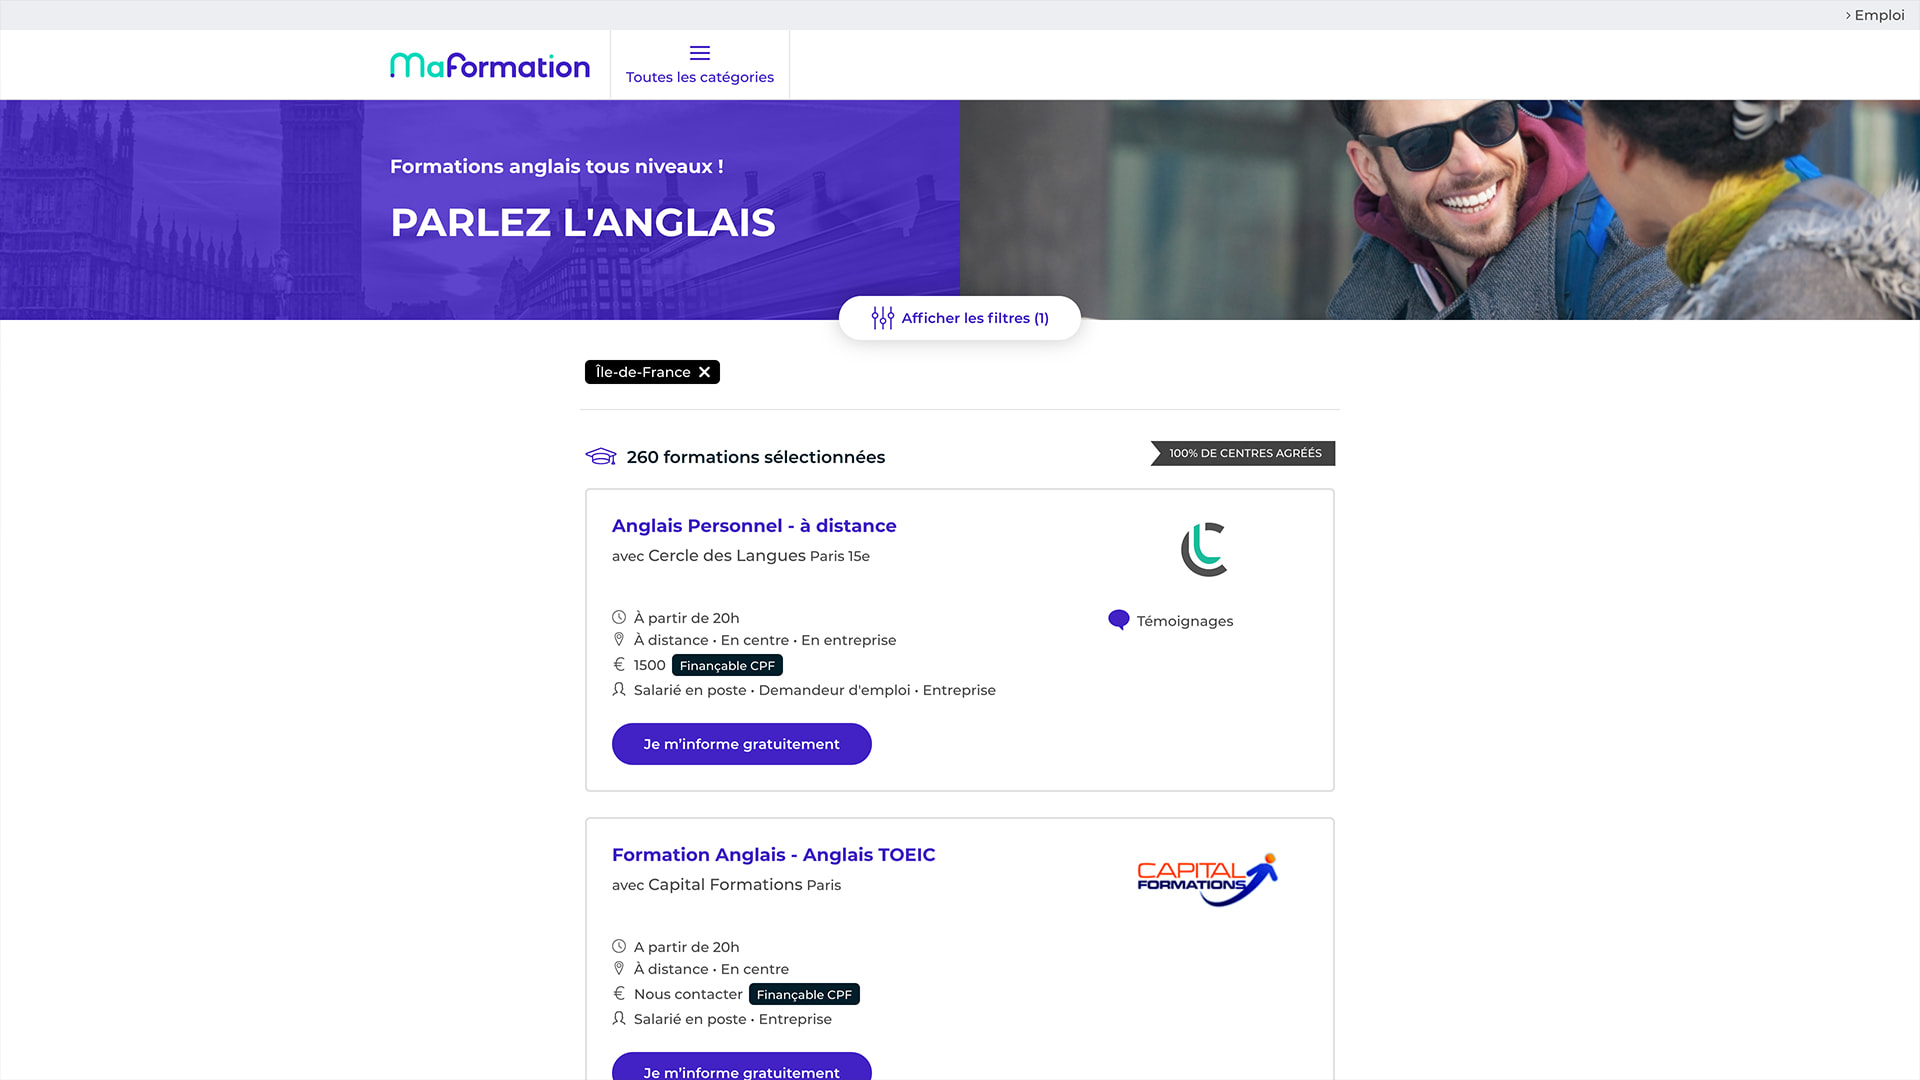 › Emploi
MaFormation
Toutes les catégories
Formations anglais tous niveaux !
PARLEZ L'ANGLAIS
Afficher les filtres (1)
Île-de-France
260 formations sélectionnées
100% DE CENTRES AGRÉÉS
Anglais Personnel - à distance
avec Cercle des Langues Paris 15e
À partir de 20h
À distance • En centre • En entreprise
€ 1500 Finançable CPF
Salarié en poste • Demandeur d'emploi • Entreprise
Témoignages
Je m’informe gratuitement
Formation Anglais - Anglais TOEIC
avec Capital Formations Paris
CAPITAL
FORMATIONS
A partir de 20h
À distance • En centre
€ Nous contacter Finançable CPF
Salarié en poste • Entreprise
Je m’informe gratuitement